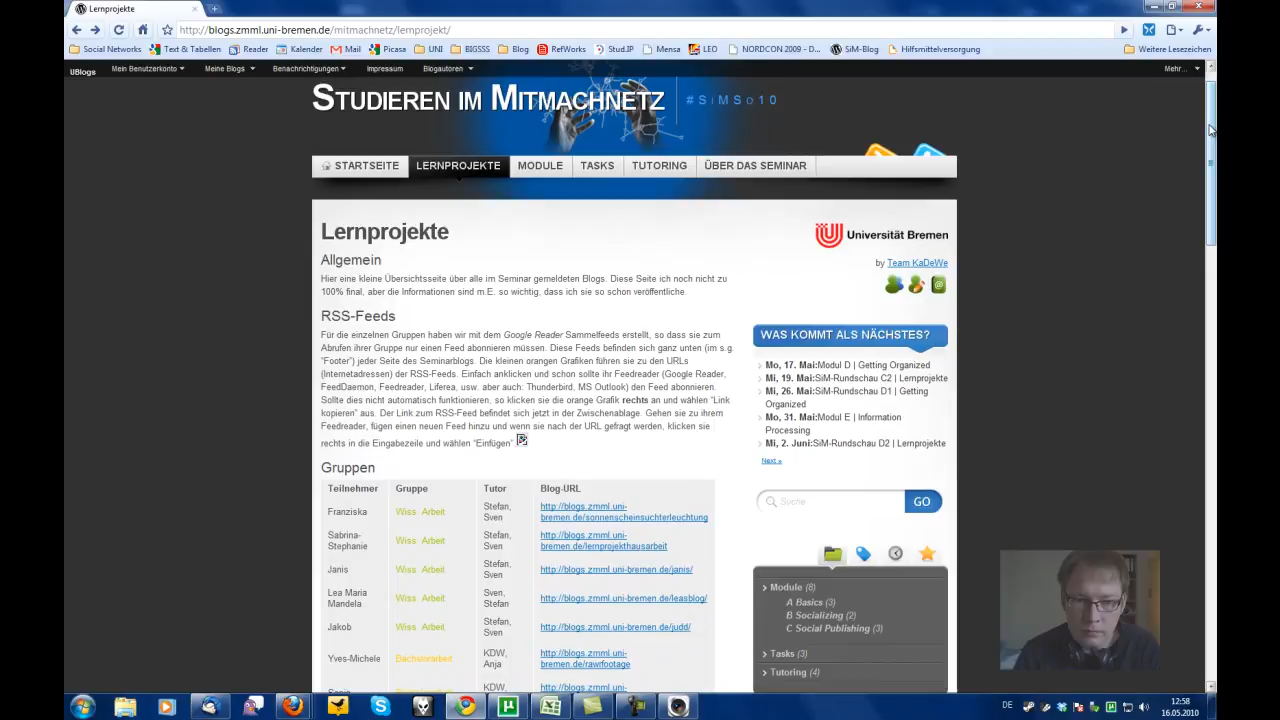 Lernprojekte
http://blogs.zmml.uni-bremen.de/mitmachnetz/lernprojekt/
Social Networks Text & Tabellen Reader Kalender Mail Picasa UNI BIGSSS Blog RefWorks Stud.IP Mensa LEO NORDCON 2009 - D... SiM-Blog Hilfsmittelversorgung Weitere Lesezeichen
UBlogs Mein Benutzerkonto Meine Blogs Benachrichtigungen Impressum Blogautoren Mehr...
STUDIEREN IM MITMACHNETZ #SiMSo10
STARTSEITE LERNPROJEKTE MODULE TASKS TUTORING ÜBER DAS SEMINAR
Lernprojekte
Allgemein
Hier eine kleine Übersichtsseite über alle im Seminar gemeldeten Blogs. Diese Seite ich noch nicht zu
100% final, aber die Informationen sind m.E. so wichtig, dass ich sie so schon veröffentliche.
RSS-Feeds
Für die einzelnen Gruppen haben wir mit dem Google Reader Sammelfeeds erstellt, so dass sie zum
Abrufen ihrer Gruppe nur einen Feed abonnieren müssen. Diese Feeds befinden sich ganz unten (im s.g.
"Footer") jeder Seite des Seminarblogs. Die kleinen orangen Grafiken führen sie zu den URLs
(Internetadressen) der RSS-Feeds. Einfach anklicken und schon sollte ihr Feedreader (Google Reader,
FeedDaemon, Feedreader, Liferea, usw. aber auch: Thunderbird, MS Outlook) den Feed abonnieren.
Sollte dies nicht automatisch funktionieren, so klicken sie die orange Grafik rechts an und wählen "Link
kopieren" aus. Der Link zum RSS-Feed befindet sich jetzt in der Zwischenablage. Gehen sie zu ihrem
Feedreader, fügen einen neuen Feed hinzu und wenn sie nach der URL gefragt werden, klicken sie
rechts in die Eingabezeile und wählen "Einfügen".
Gruppen
Teilnehmer Gruppe Tutor Blog-URL
Franziska Wiss. Arbeit Stefan, Sven http://blogs.zmml.uni-bremen.de/sonnenscheinsuchterleuchtung
Sabrina-Stephanie Wiss. Arbeit Stefan, Sven http://blogs.zmml.uni-bremen.de/lernprojekthausarbeit
Janis Wiss. Arbeit Stefan, Sven http://blogs.zmml.uni-bremen.de/janis/
Lea Maria Mandela Wiss. Arbeit Sven, Stefan http://blogs.zmml.uni-bremen.de/leasblog/
Jakob Wiss. Arbeit Stefan, Sven http://blogs.zmml.uni-bremen.de/judd/
Yves-Michele Bachelorarbeit KDW, Anja http://blogs.zmml.uni-bremen.de/rawfootage
KDW, http://blogs.zmml.uni-
Universität Bremen
by Team KaDeWe
WAS KOMMT ALS NÄCHSTES?
Mo, 17. Mai:Modul D | Getting Organized
Mi, 19. Mai:SiM-Rundschau C2 | Lernprojekte
Mi, 26. Mai:SiM-Rundschau D1 | Getting
Organized
Mo, 31. Mai:Modul E | Information
Processing
Mi, 2. Juni:SiM-Rundschau D2 | Lernprojekte
Next »
Suche GO
Module (8)
A Basics (3)
B Socializing (2)
C Social Publishing (3)
Tasks (3)
Tutoring (4)
DE 12:58
16.05.2010